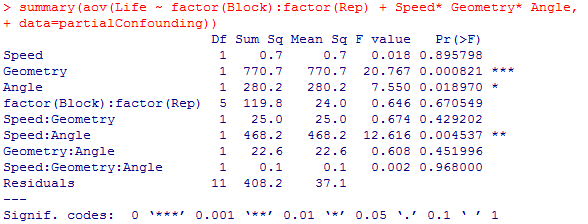 > summary(aov(Life ~ factor(Block):factor(Rep) + Speed* Geometry* Angle,
+ data=partialConfounding))
Df Sum Sq Mean Sq F value Pr(>F)
Speed 1 0.7 0.7 0.018 0.895798
Geometry 1 770.7 770.7 20.767 0.000821 ***
Angle 1 280.2 280.2 7.550 0.018970 *
factor(Block):factor(Rep) 5 119.8 24.0 0.646 0.670549
Speed:Geometry 1 25.0 25.0 0.674 0.429202
Speed:Angle 1 468.2 468.2 12.616 0.004537 **
Geometry:Angle 1 22.6 22.6 0.608 0.451996
Speed:Geometry:Angle 1 0.1 0.1 0.002 0.968000
Residuals 11 408.2 37.1
---
Signif. codes: 0 ‘***’ 0.001 ‘**’ 0.01 ‘*’ 0.05 ‘.’ 0.1 ‘ ’ 1